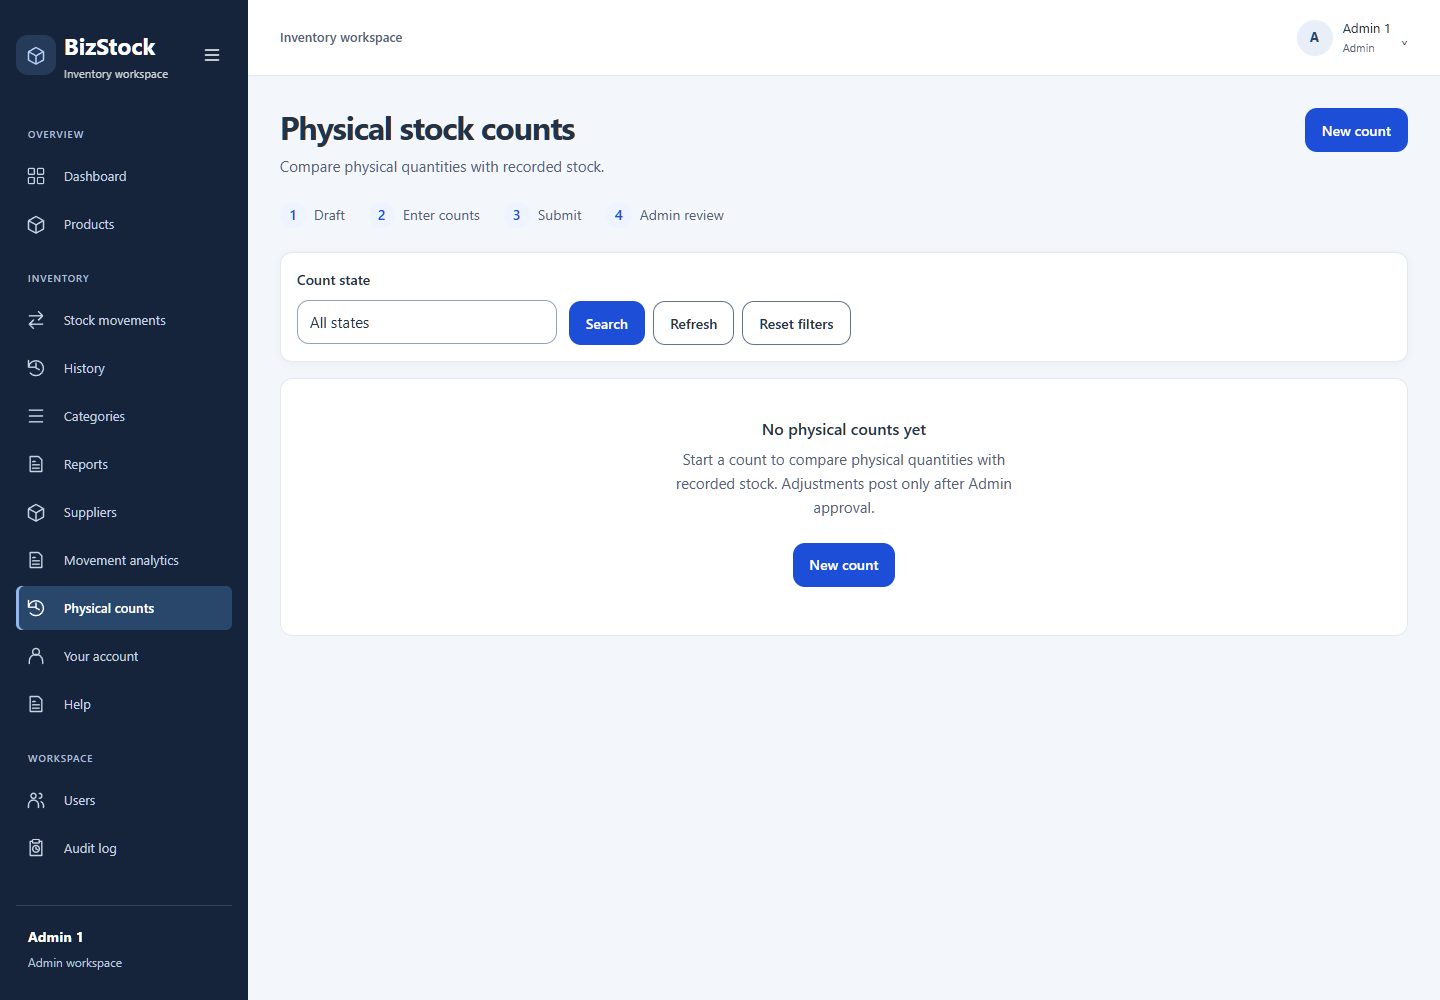 BizStock
Inventory workspace
OVERVIEW
Dashboard
Products
INVENTORY
Stock movements
History
Categories
Reports
Suppliers
Movement analytics
Physical counts
Your account
Help
WORKSPACE
Users
Audit log
Admin 1
Admin workspace
Inventory workspace
A
Admin 1
Admin
Physical stock counts
Compare physical quantities with recorded stock.
New count
1 Draft 2 Enter counts 3 Submit 4 Admin review
Count state
All states
Search Refresh Reset filters
No physical counts yet
Start a count to compare physical quantities with
recorded stock. Adjustments post only after Admin
approval.
New count